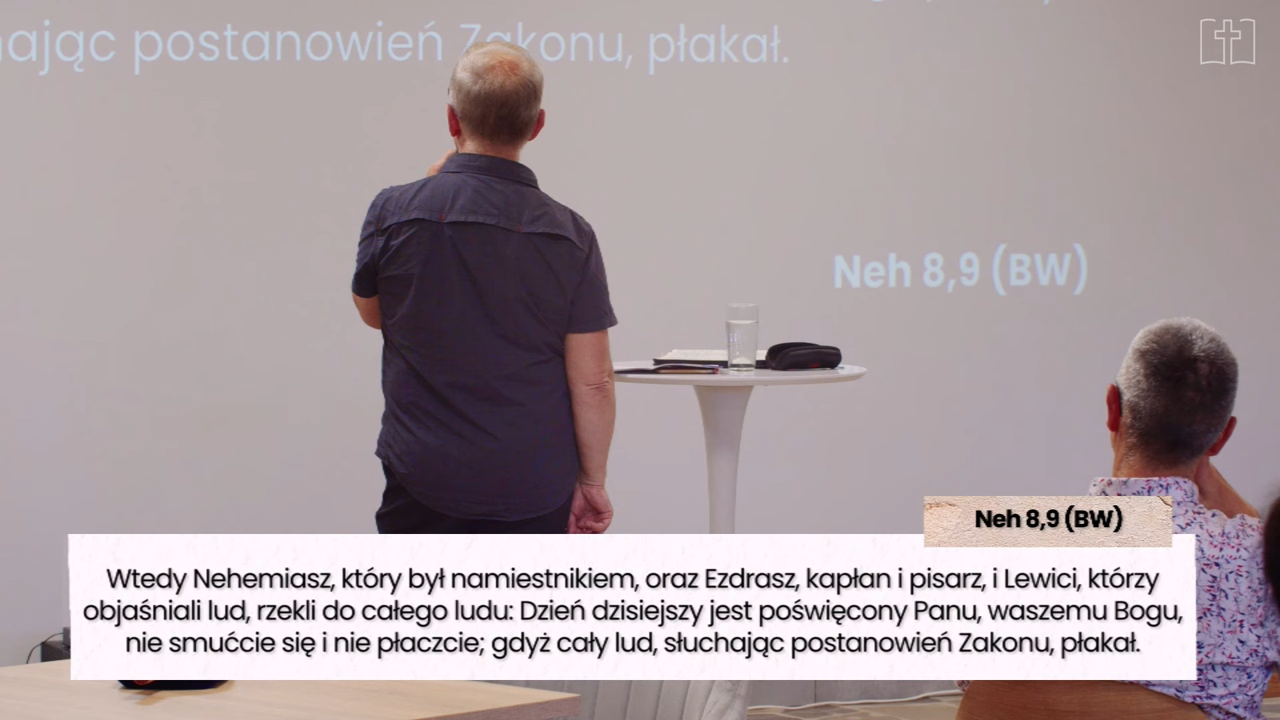 hając postanowień Zakonu, płakał.
Neh 8,9 (BW)
Neh 8,9 (BW)
Wtedy Nehemiasz, który był namiestnikiem, oraz Ezdrasz, kapłan i pisarz, i Lewici, którzy
objaśniali lud, rzekli do całego ludu: Dzień dzisiejszy jest poświęcony Panu, waszemu Bogu,
nie smućcie się i nie płaczcie; gdyż cały lud, słuchając postanowień Zakonu, płakał.